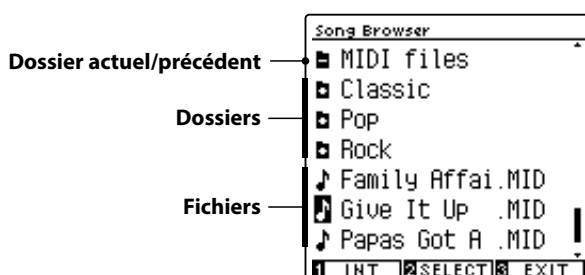 Song Browser
Dossier actuel/précédent
MIDI files
Dossiers
Classic
Pop
Rock
Fichiers
Family Affai.MID
Give It Up .MID
Papas Got A .MID
1 INT 2 SELECT 3 EXIT